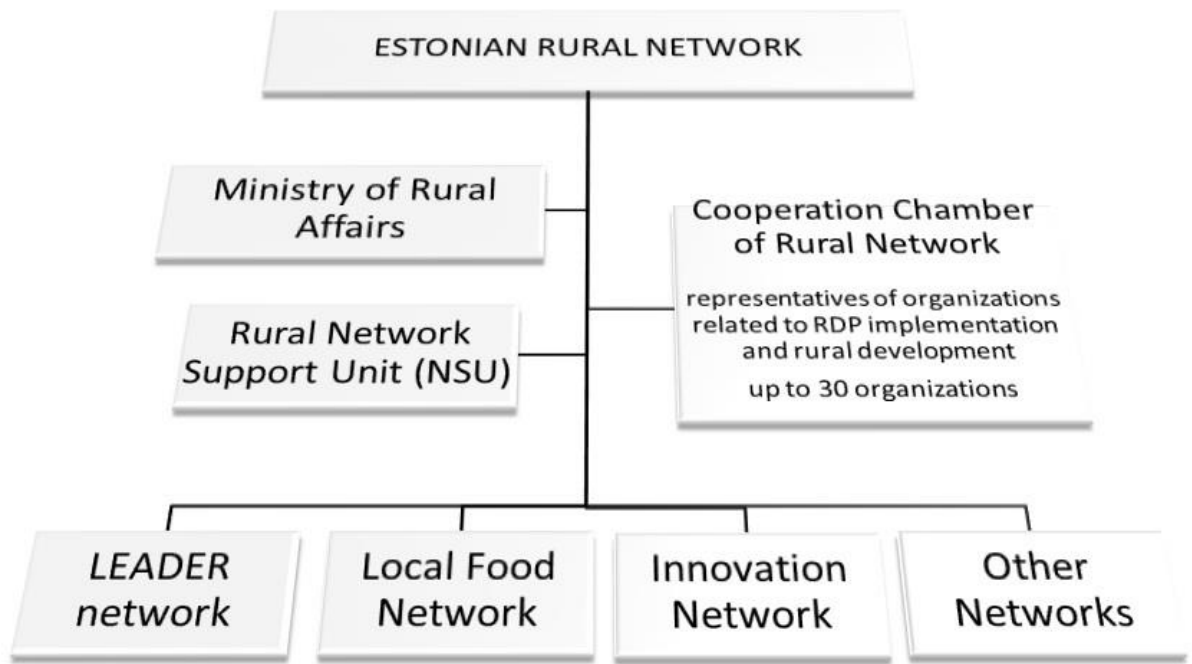 ESTONIAN RURAL NETWORK
Ministry of Rural
Affairs
Cooperation Chamber
of Rural Network
representatives of organizations
related to RDP implementation
and rural development
up to 30 organizations
Rural Network
Support Unit (NSU)
LEADER
network
Local Food
Network
Innovation
Network
Other
Networks